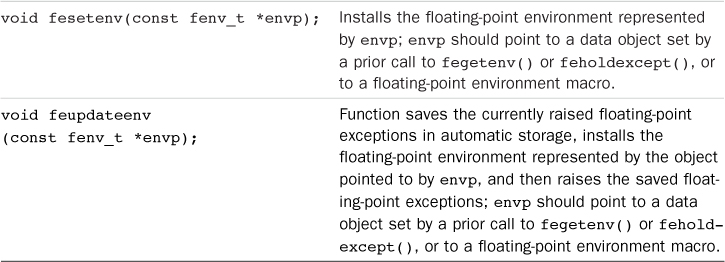 void fesetenv(const fenv_t *envp);
Installs the floating-point environment represented
by envp; envp should point to a data object set by
a prior call to fegetenv() or feholdexcept(), or
to a floating-point environment macro.
void feupdateenv
(const fenv_t *envp);
Function saves the currently raised floating-point
exceptions in automatic storage, installs the
floating-point environment represented by the object
pointed to by envp, and then raises the saved float-
ing-point exceptions; envp should point to a data
object set by a prior call to fegetenv() or fehold-
except(), or to a floating-point environment macro.